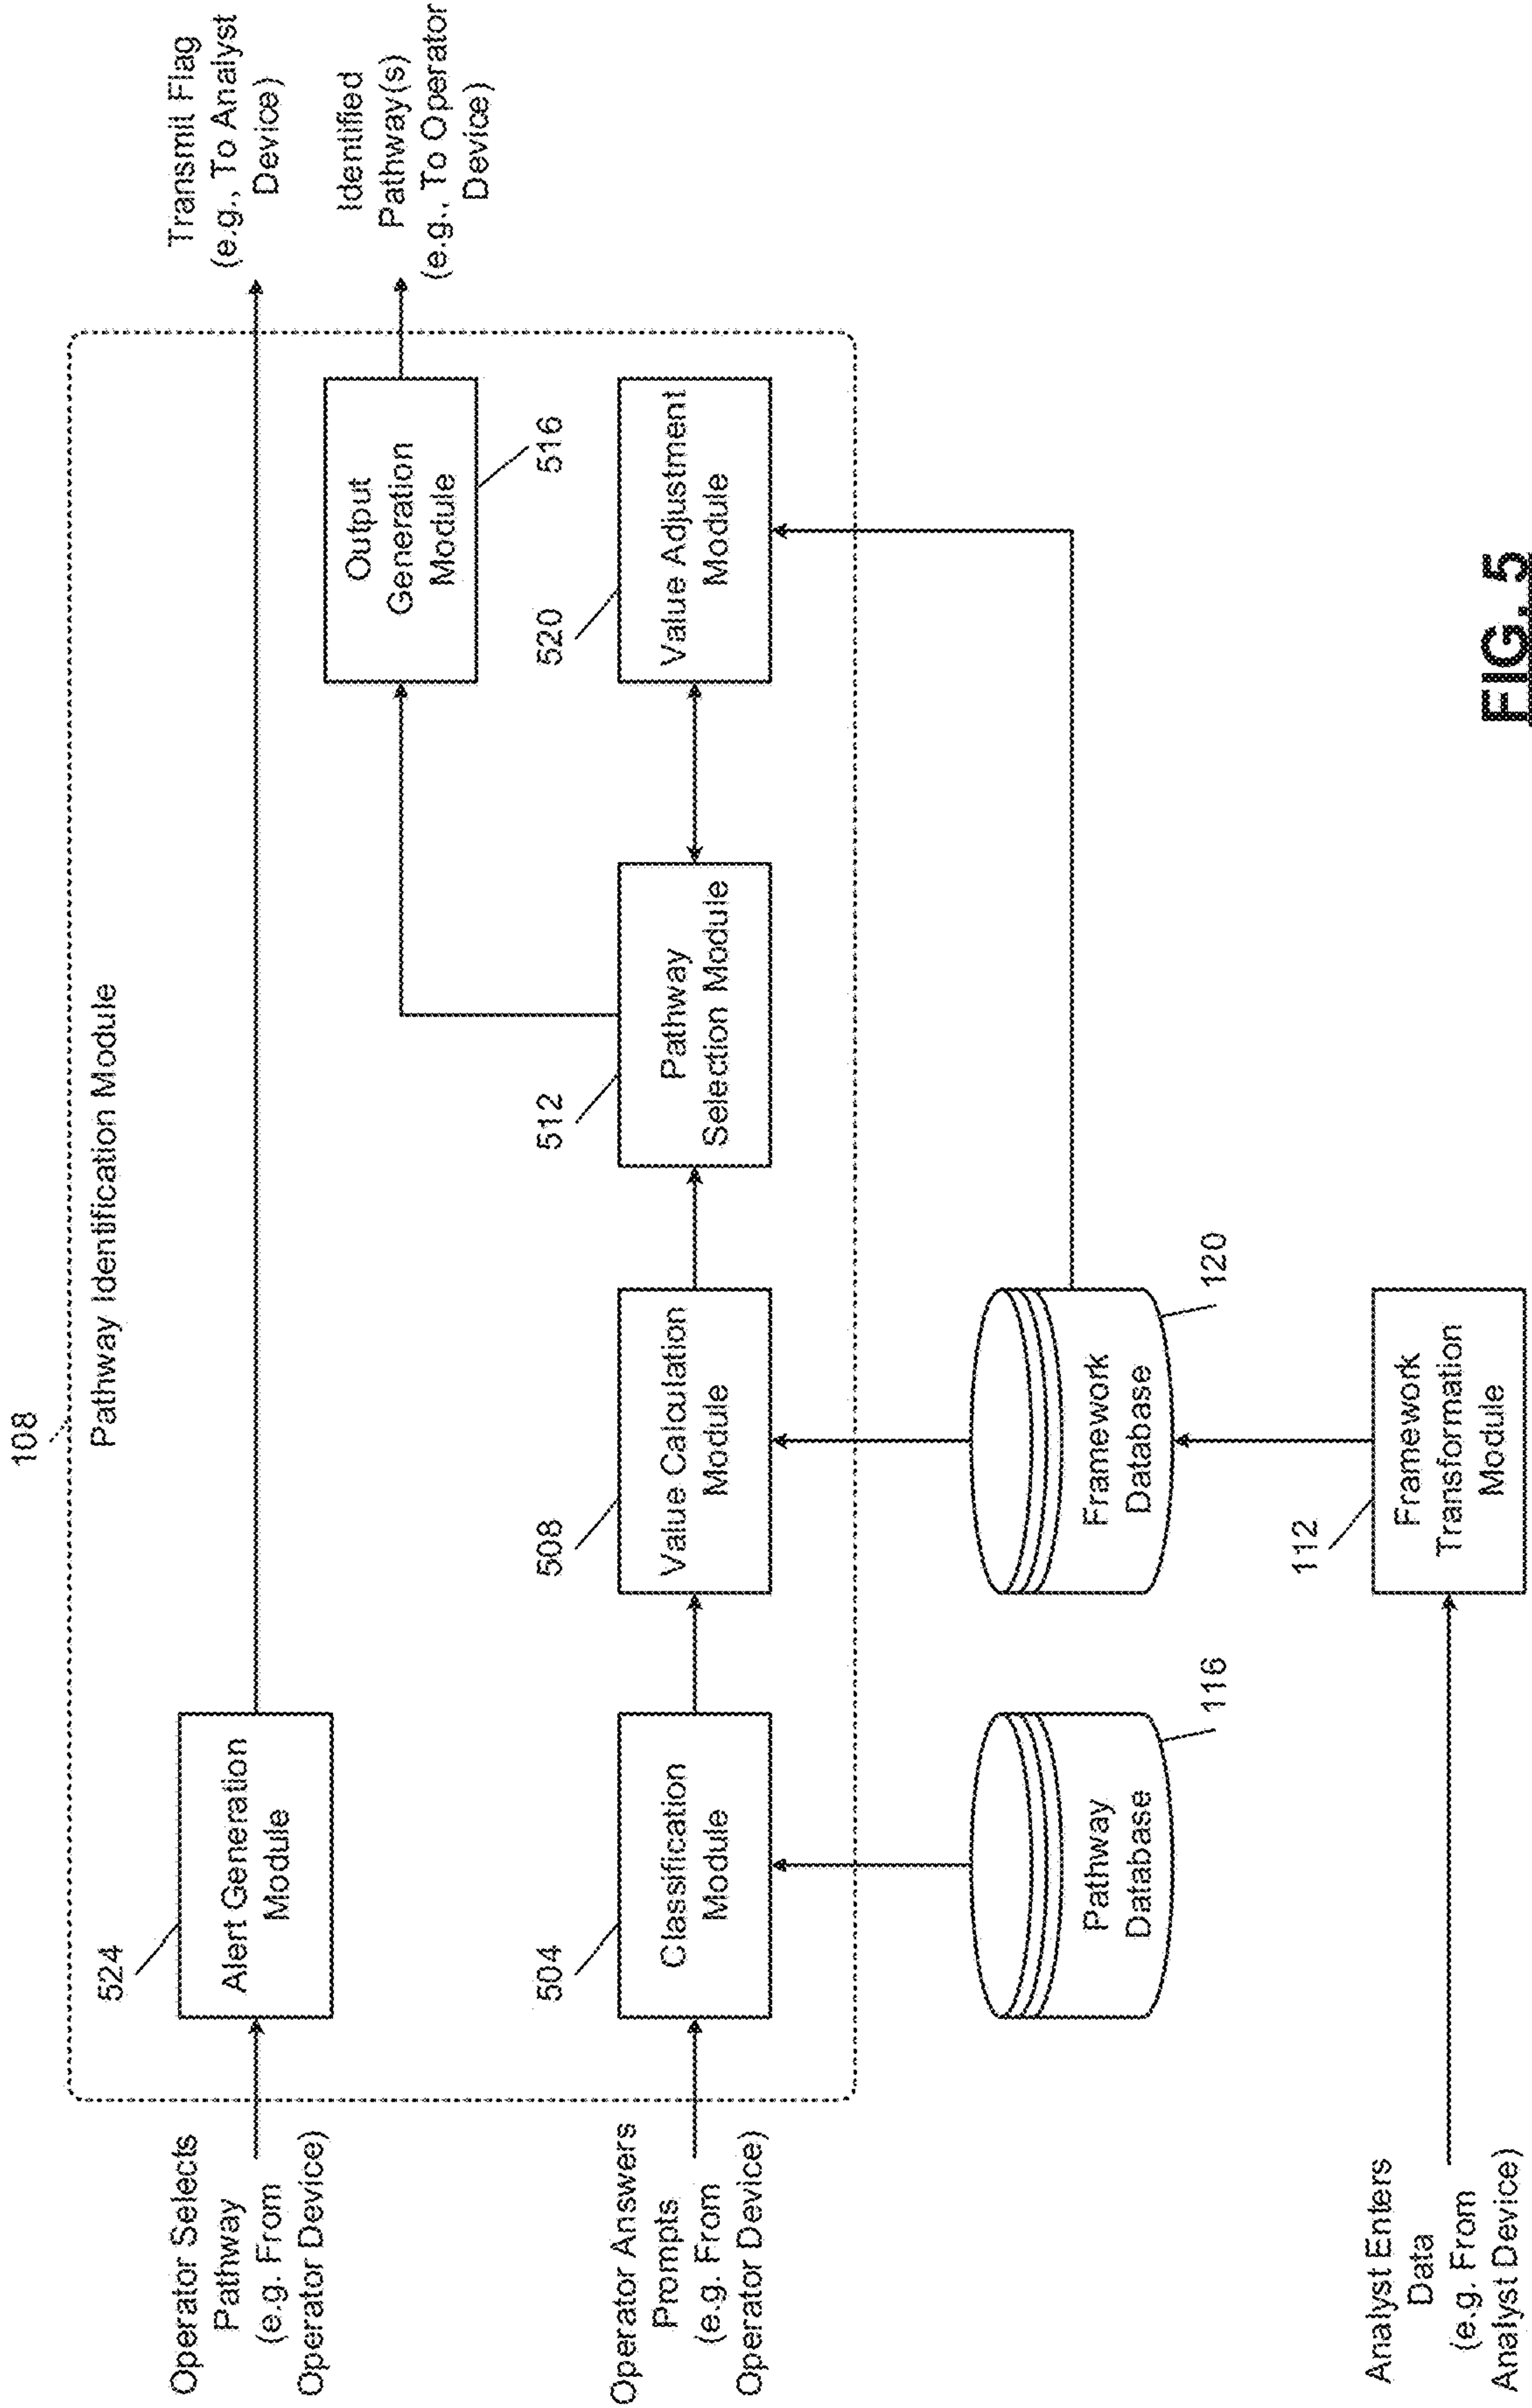 108
Pathway Identification Module
Operator Selects
Pathway
(e.g. From
Operator Device)
524
Alert Generation
Module
Transmit Flag
(e.g., To Analyst
Device)
Operator Answers
Prompts
(e.g. From
Operator Device)
504
Classification
Module
508
Value Calculation
Module
512
Pathway
Selection Module
Output
Generation
Module
516
Identified
Pathway(s)
(e.g., To Operator
Device)
520
Value Adjustment
Module
Pathway
Database
116
Framework
Database
120
Analyst Enters
Data
(e.g. From
Analyst Device)
112
Framework
Transformation
Module
FIG. 5